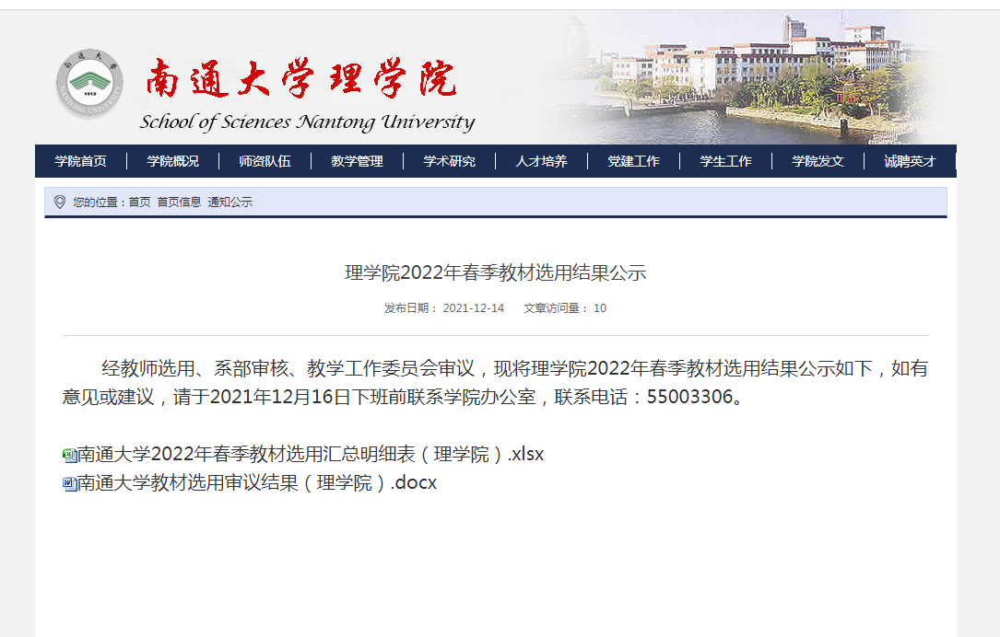 南通大学
NANTONG UNIVERSITY
1912
南通大学理学院
School of Sciences Nantong University
学院首页 学院概况 师资队伍 教学管理 学术研究 人才培养 党建工作 学生工作 学院发文 诚聘英才
您的位置：首页 首页信息 通知公示
理学院2022年春季教材选用结果公示
发布日期： 2021-12-14 文章访问量： 10
经教师选用、系部审核、教学工作委员会审议，现将理学院2022年春季教材选用结果公示如下，如有
意见或建议，请于2021年12月16日下班前联系学院办公室，联系电话：55003306。
南通大学2022年春季教材选用汇总明细表（理学院）.xlsx
南通大学教材选用审议结果（理学院）.docx